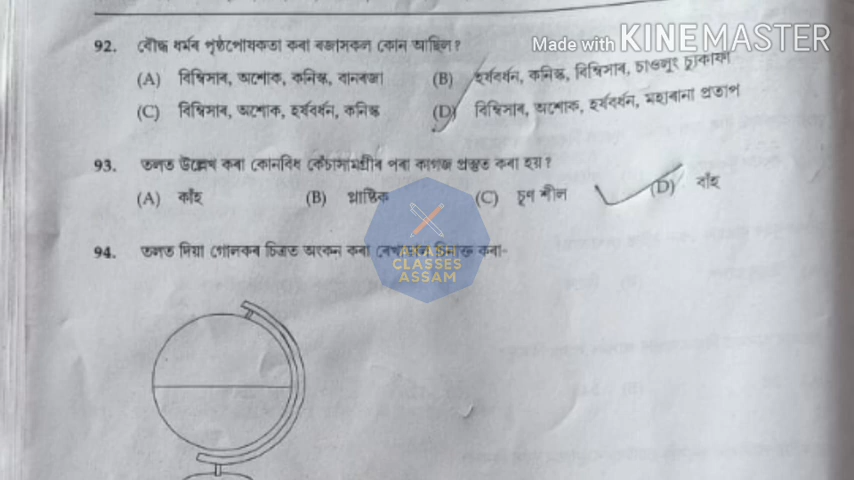 Made with KINEMASTER
92. বৌদ্ধ ধৰ্মৰ পৃষ্ঠপোষকতা কৰা ৰজাসকল কোন আছিল?
(A) বিম্বিসাৰ, অশোক, কনিষ্ক, বানৰজা (B) হৰ্ষবৰ্ধন, কনিষ্ক, বিম্বিসাৰ, চাওলুং চুকাফা
(C) বিম্বিসাৰ, অশোক, হৰ্ষবৰ্ধন, কনিষ্ক (D) বিম্বিসাৰ, অশোক, হৰ্ষবৰ্ধন, মহাৰানা প্ৰতাপ
93. তলত উল্লেখ কৰা কোনবিধ কেঁচাসামগ্ৰীৰ পৰা কাগজ প্ৰস্তুত কৰা হয়?
(A) কাঁহ (B) প্লাষ্টিক (C) চূণ শীল (D) বাঁহ
94. তলত দিয়া গোলকৰ চিত্ৰত অংকন কৰা ৰেখাডাল চিনাক্ত কৰা-
CLASSES
ASSAM